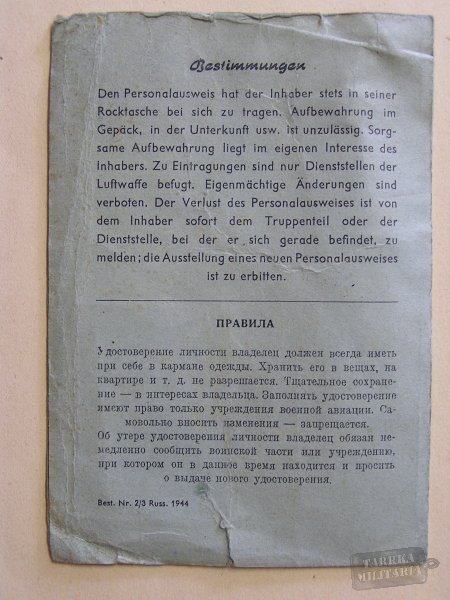 Bestimmungen
Den Personalausweis hat der Inhaber stets in seiner
Rocktasche bei sich zu tragen. Aufbewahrung im
Gepäck, in der Unterkunft usw. ist unzulässig. Sorg-
same Aufbewahrung liegt im eigenen Interesse des
Inhabers. Zu Eintragungen sind nur Dienststellen der
Luftwaffe befugt. Eigenmächtige Änderungen sind
verboten. Der Verlust des Personalausweises ist von
dem Inhaber sofort dem Truppenteil oder der
Dienststelle, bei der er sich gerade befindet, zu
melden; die Ausstellung eines neuen Personalausweises
ist zu erbitten.
ПРАВИЛА
Удостоверение личности владелец должен всегда иметь
при себе в кармане одежды. Хранить его в вещах, на
квартире и т. д. не разрешается. Тщательное сохране-
ние — в интересах владельца. Заполнять удостоверение
имеют право только учреждения военной авиации. Са-
мовольно вносить изменения — запрещается.
Об утере удостоверения личности владелец обязан не-
медленно сообщить воинской части или учреждению,
при котором он в данное время находится и просить
о выдаче нового удостоверения.
Best. Nr. 2/3 Russ. 1944
TARRKA
MILITARIA